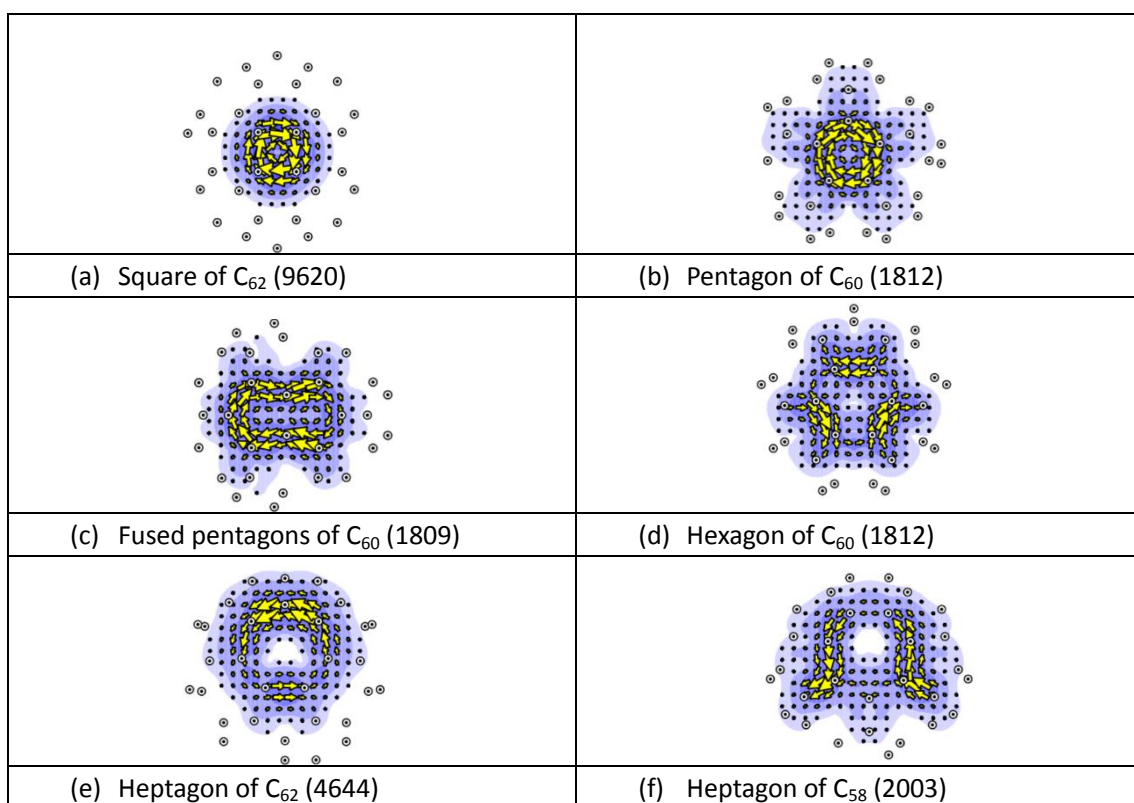 (a) Square of C₆₂ (9620)
(b) Pentagon of C₆₀ (1812)
(c) Fused pentagons of C₆₀ (1809)
(d) Hexagon of C₆₀ (1812)
(e) Heptagon of C₆₂ (4644)
(f) Heptagon of C₅₈ (2003)